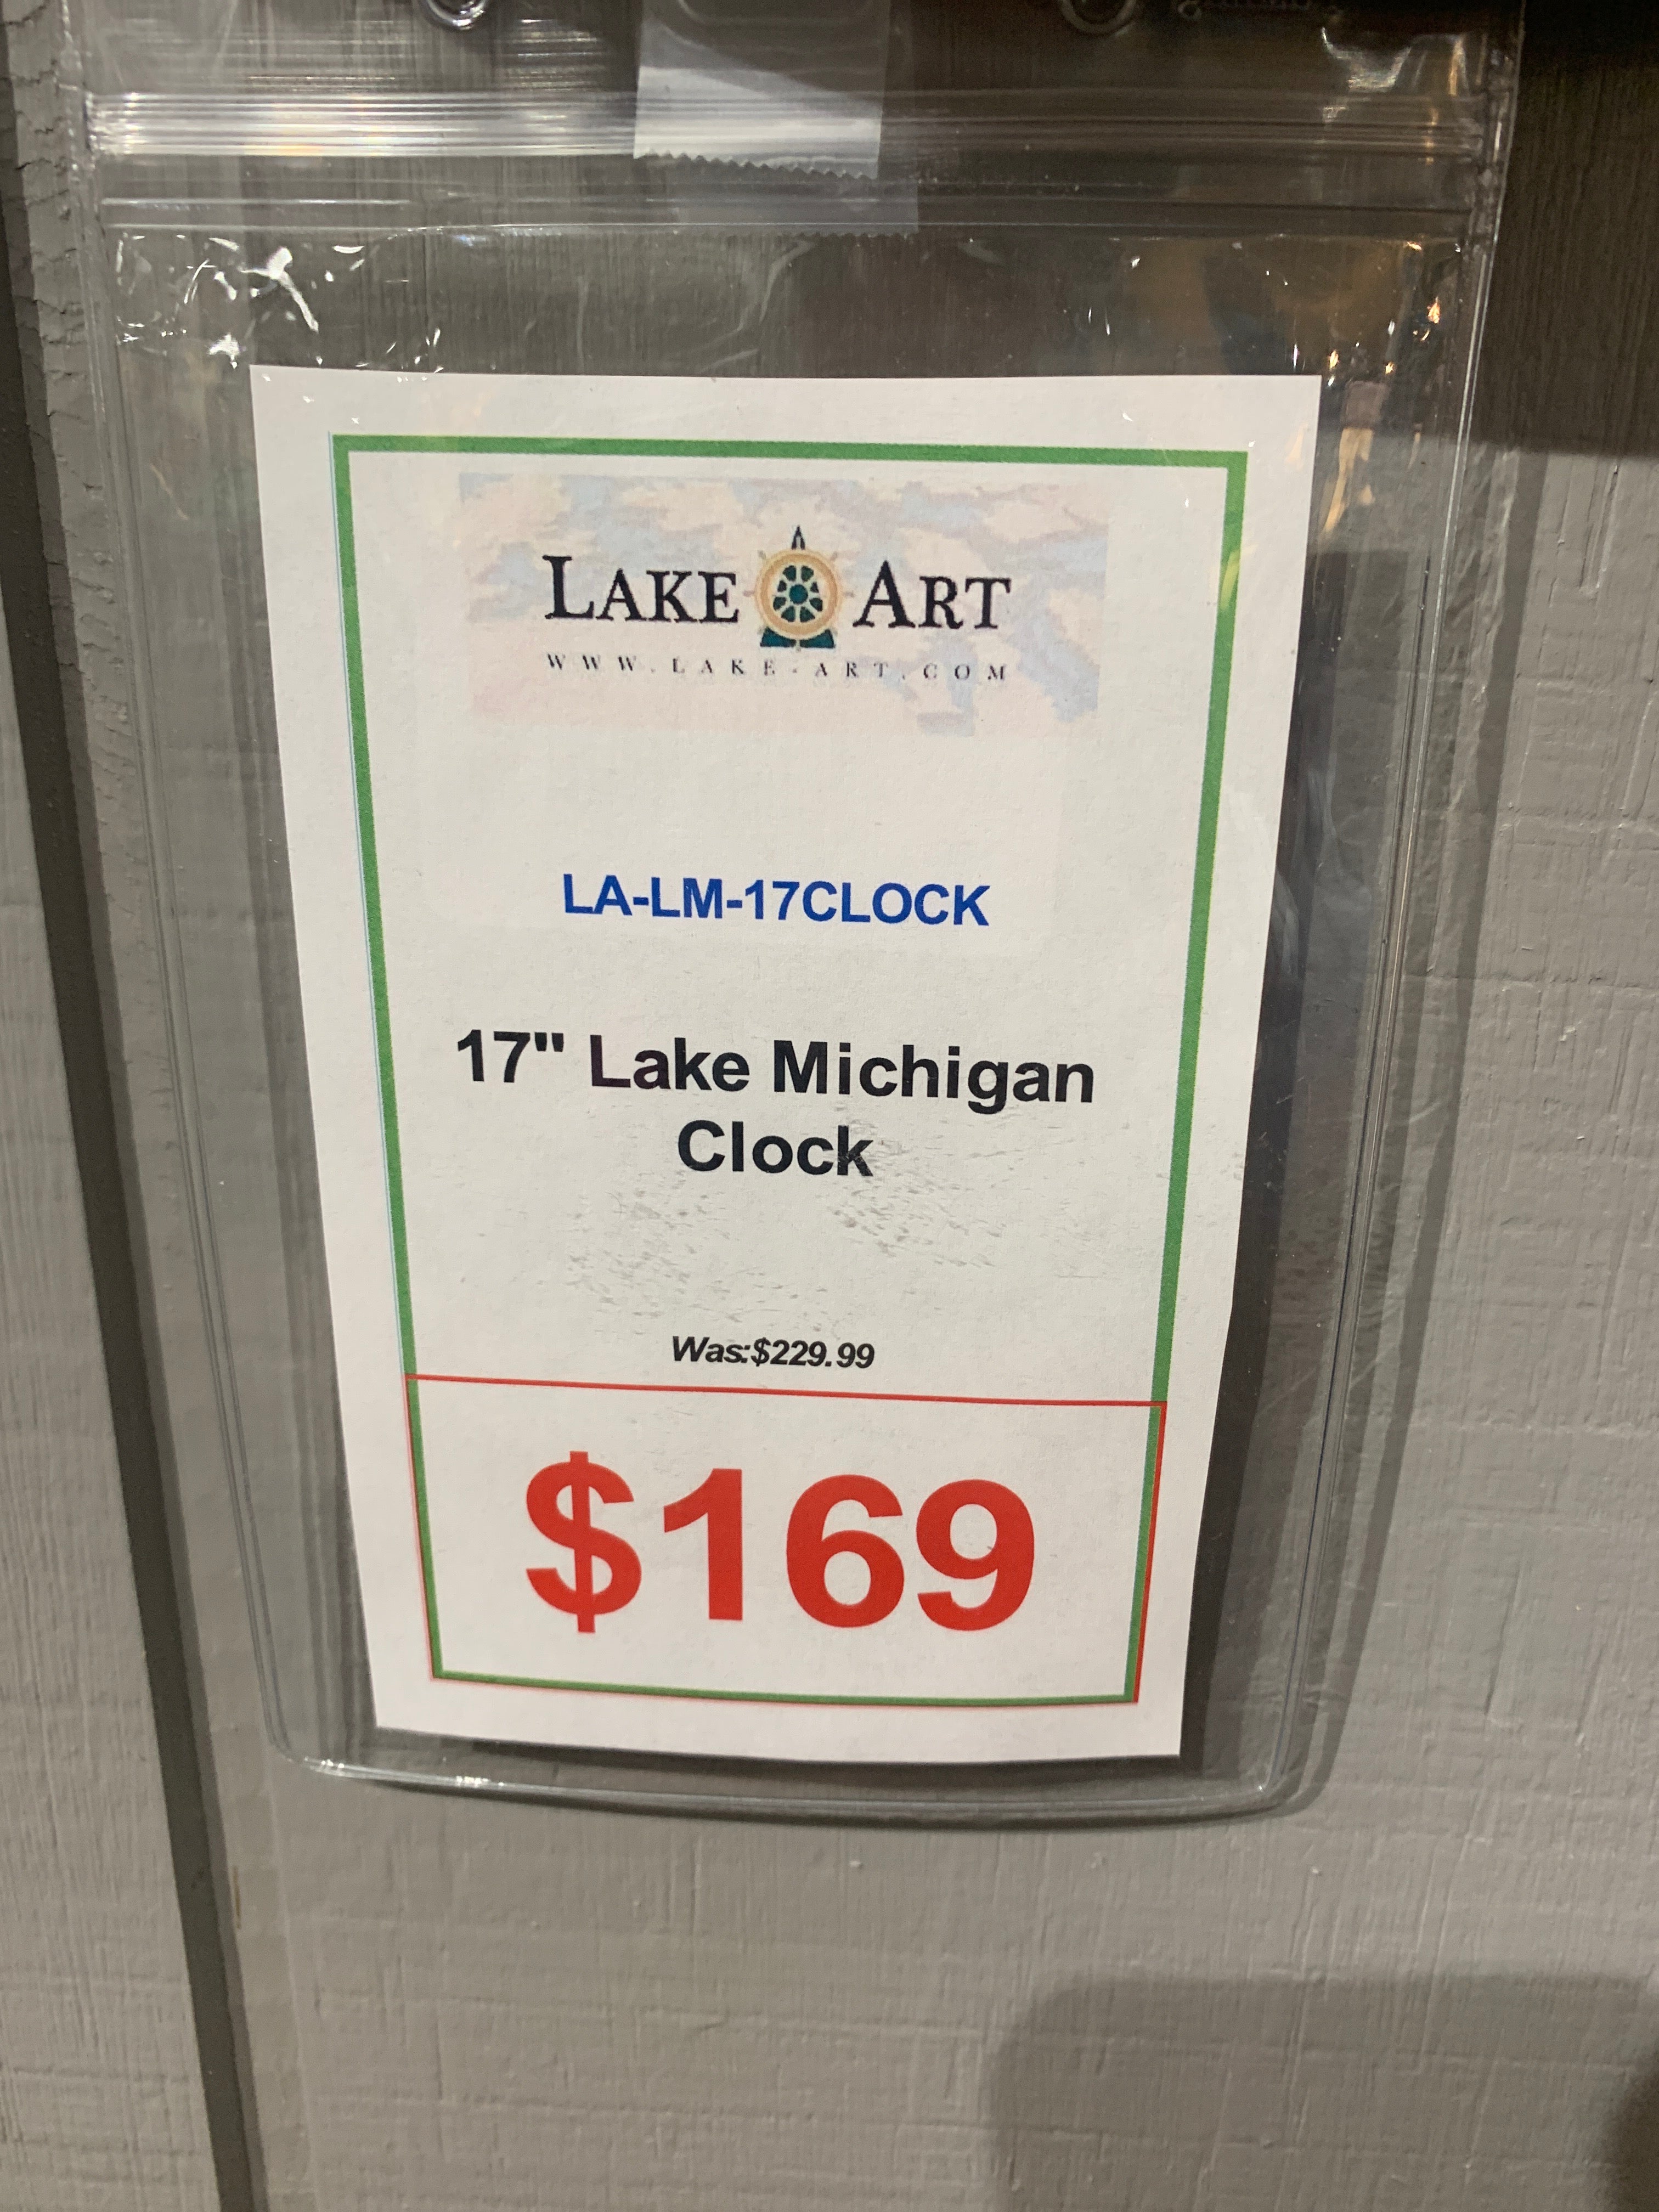 LAKE ART
WWW.LAKE-ART.COM
LA-LM-17CLOCK
17" Lake Michigan
Clock
Was:$229.99
$169